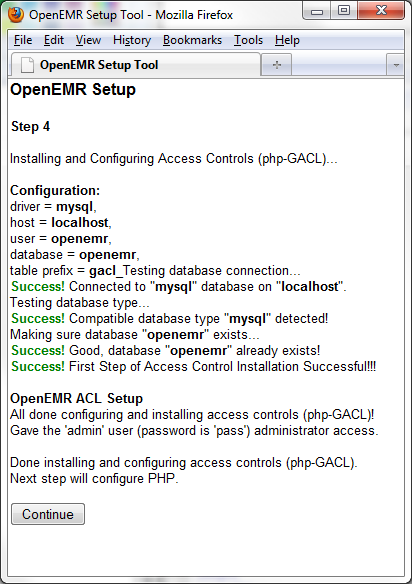 OpenEMR Setup Tool - Mozilla Firefox
File Edit View History Bookmarks Tools Help
OpenEMR Setup Tool
OpenEMR Setup
Step 4
Installing and Configuring Access Controls (php-GACL)...
Configuration:
driver = mysql,
host = localhost,
user = openemr,
database = openemr,
table prefix = gacl_Testing database connection...
Success! Connected to "mysql" database on "localhost".
Testing database type...
Success! Compatible database type "mysql" detected!
Making sure database "openemr" exists...
Success! Good, database "openemr" already exists!
Success! First Step of Access Control Installation Successful!!!
OpenEMR ACL Setup
All done configuring and installing access controls (php-GACL)!
Gave the 'admin' user (password is 'pass') administrator access.
Done installing and configuring access controls (php-GACL).
Next step will configure PHP.
Continue